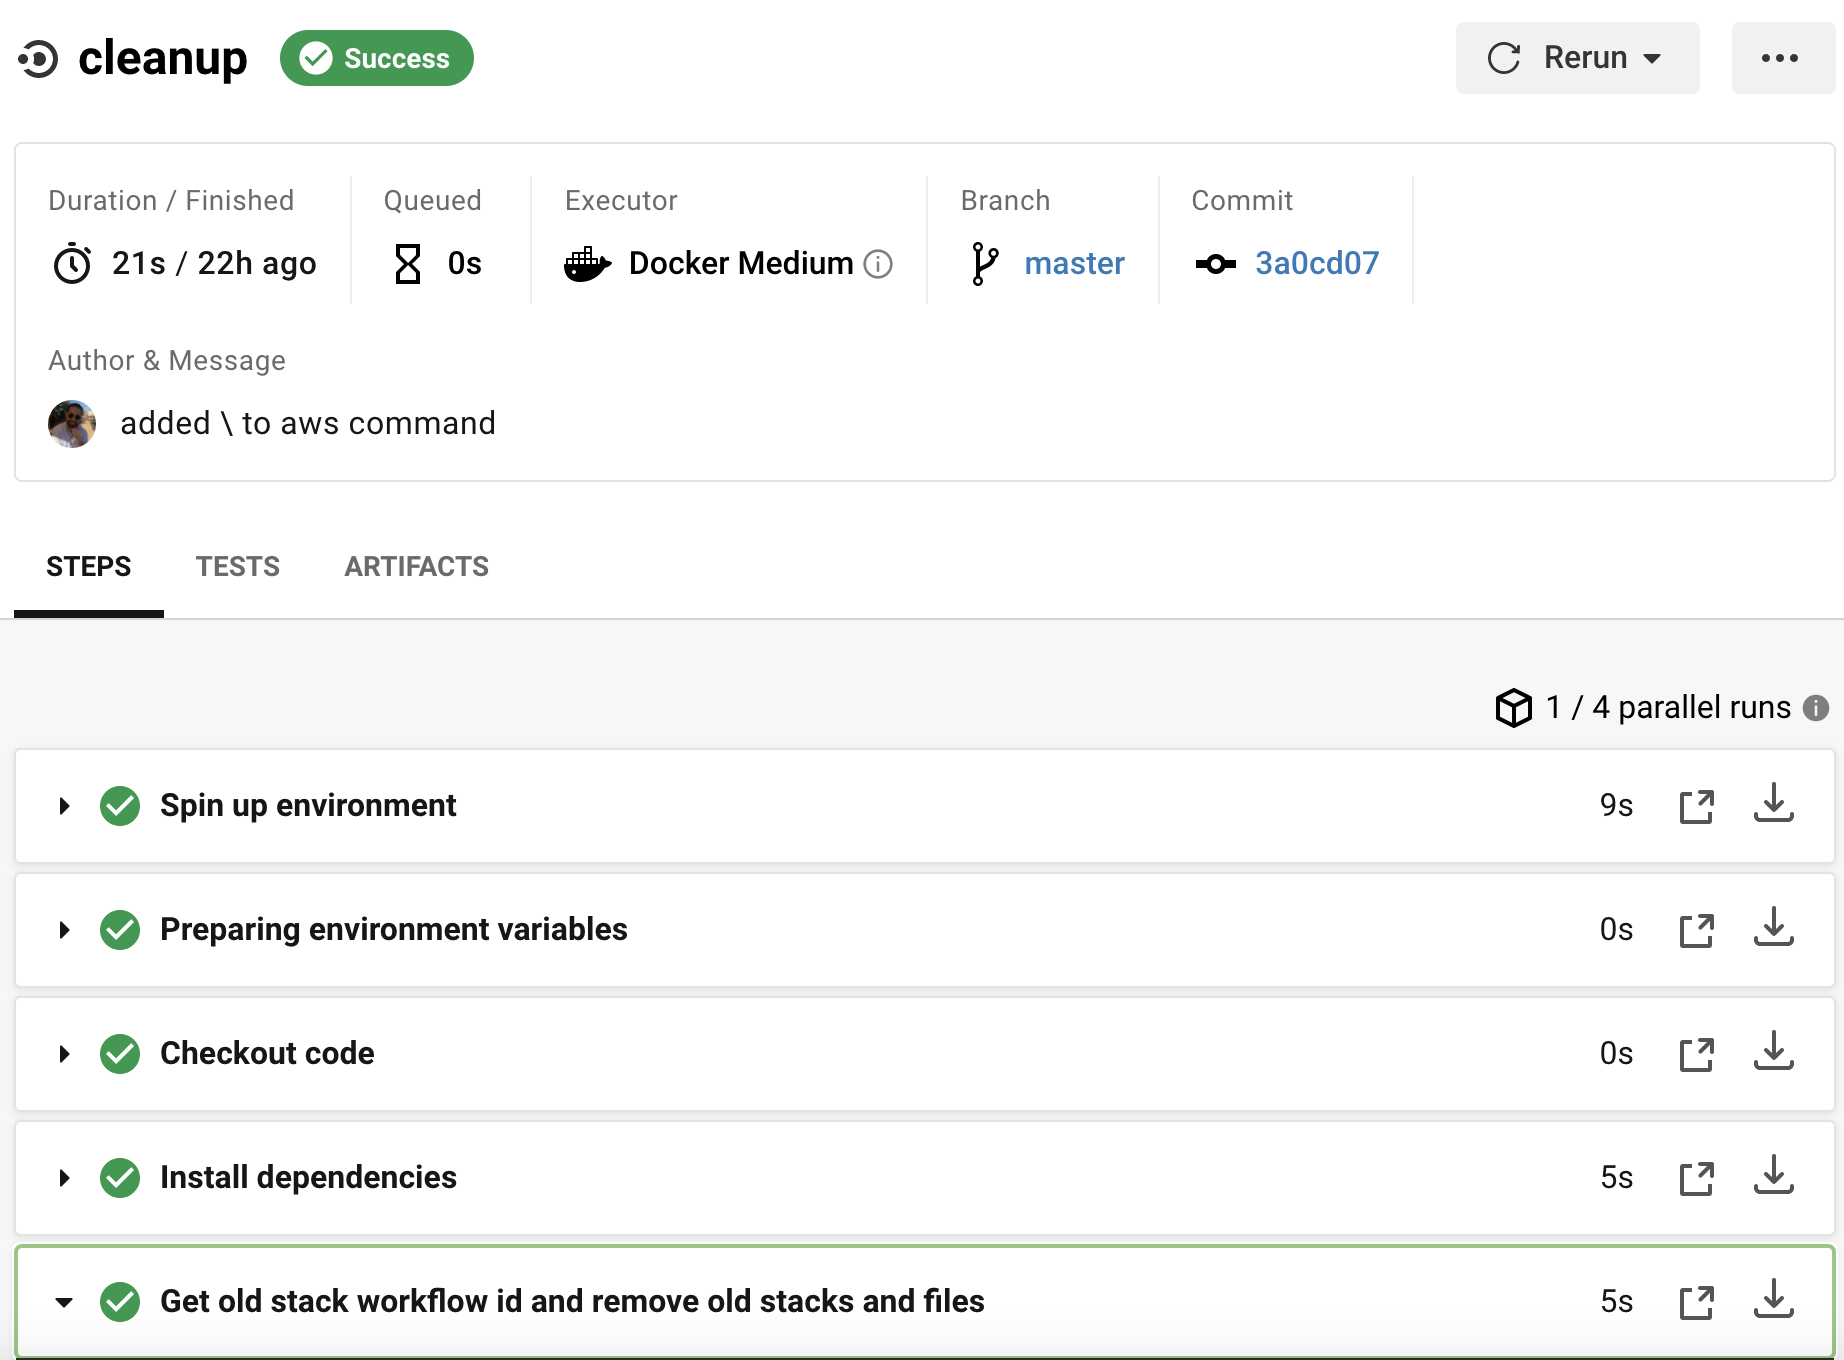 cleanup Success Rerun
Duration / Finished Queued Executor Branch Commit
21s / 22h ago 0s Docker Medium master 3a0cd07
Author & Message
added \ to aws command
STEPS TESTS ARTIFACTS
1 / 4 parallel runs
Spin up environment 9s
Preparing environment variables 0s
Checkout code 0s
Install dependencies 5s
Get old stack workflow id and remove old stacks and files 5s